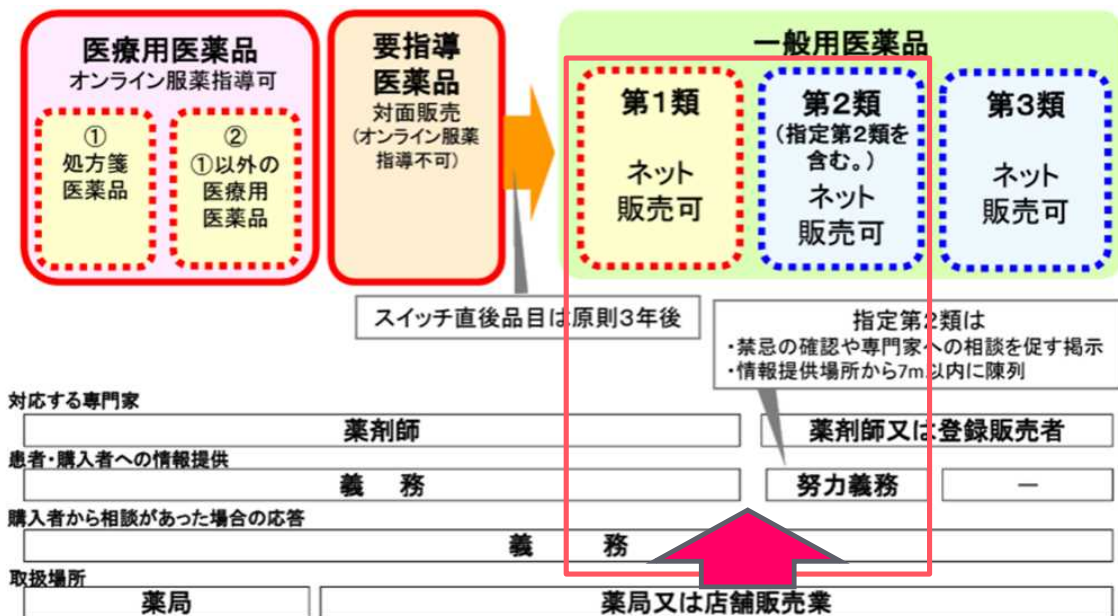 医療用医薬品
オンライン服薬指導可
①
処方箋
医薬品
②
①以外の
医療用
医薬品
要指導
医薬品
対面販売
(オンライン服薬
指導不可)
一般用医薬品
第1類
ネット
販売可
第2類
(指定第2類を
含む。)
ネット
販売可
第3類
ネット
販売可
スイッチ直後品目は原則3年後
指定第2類は
・禁忌の確認や専門家への相談を促す掲示
・情報提供場所から7m以内に陳列
対応する専門家
薬剤師
薬剤師又は登録販売者
患者・購入者への情報提供
義 務
努力義務
－
購入者から相談があった場合の応答
義 務
取扱場所
薬局
薬局又は店舗販売業